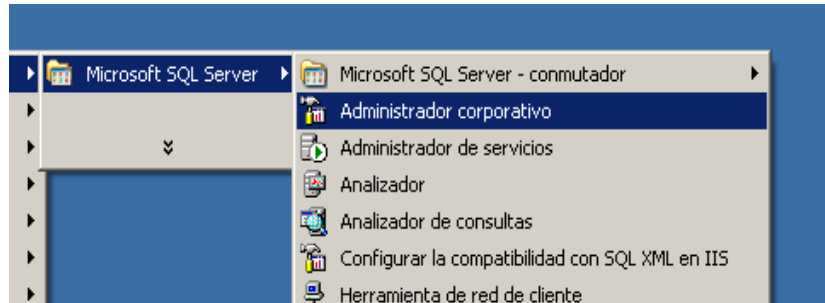 Microsoft SQL Server
Microsoft SQL Server - conmutador
Administrador corporativo
Administrador de servicios
Analizador
Analizador de consultas
Configurar la compatibilidad con SQL XML en IIS
Herramienta de red de cliente